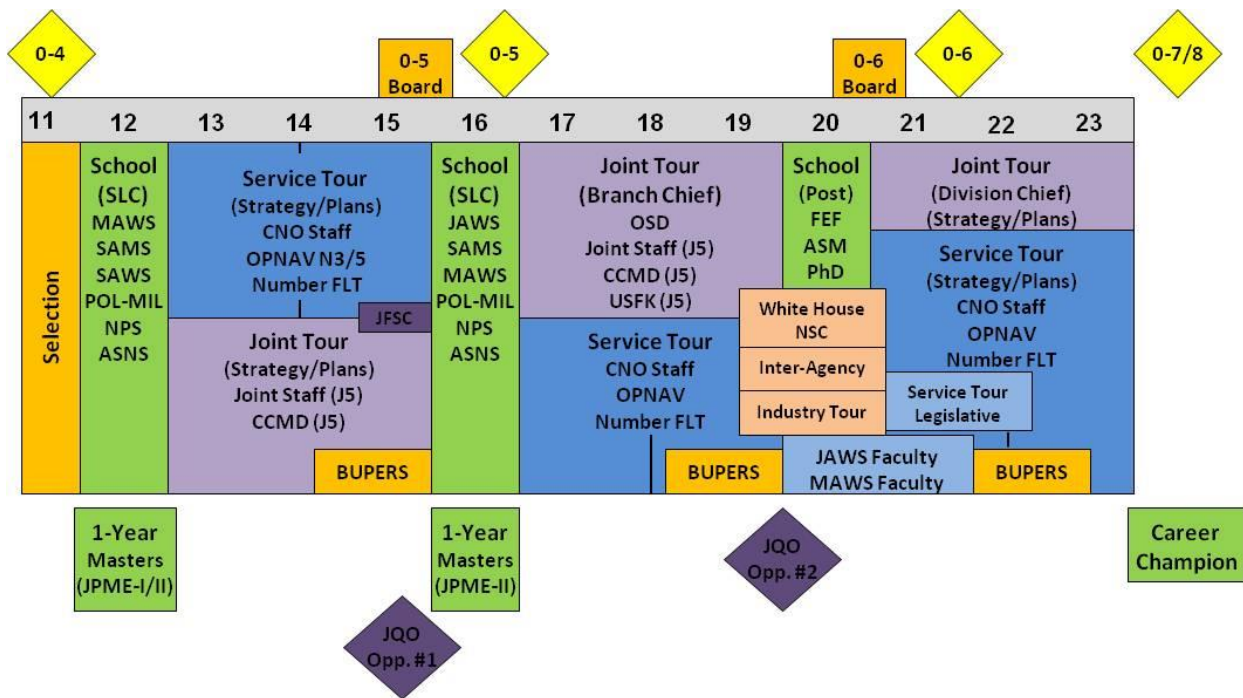 0-4
0-5
Board
0-5
0-6
Board
0-6
0-7/8
11 12 13 14 15 16 17 18 19 20 21 22 23
Selection
School
(SLC)
MAWS
SAMS
SAWS
POL-MIL
NPS
ASNS
Service Tour
(Strategy/Plans)
CNO Staff
OPNAV N3/5
Number FLT
JFSC
Joint Tour
(Strategy/Plans)
Joint Staff (J5)
CCMD (J5)
BUPERS
School
(SLC)
JAWS
SAMS
MAWS
POL-MIL
NPS
ASNS
Joint Tour
(Branch Chief)
OSD
Joint Staff (J5)
CCMD (J5)
USFK (J5)
Service Tour
CNO Staff
OPNAV
Number FLT
BUPERS
School
(Post)
FEF
ASM
PhD
White House
NSC
Inter-Agency
Industry Tour
JAWS Faculty
MAWS Faculty
Joint Tour
(Division Chief)
(Strategy/Plans)
Service Tour
(Strategy/Plans)
CNO Staff
OPNAV
Number FLT
Service Tour
Legislative
BUPERS
1-Year
Masters
(JPME-I/II)
JQO
Opp. #1
1-Year
Masters
(JPME-II)
JQO
Opp. #2
Career
Champion